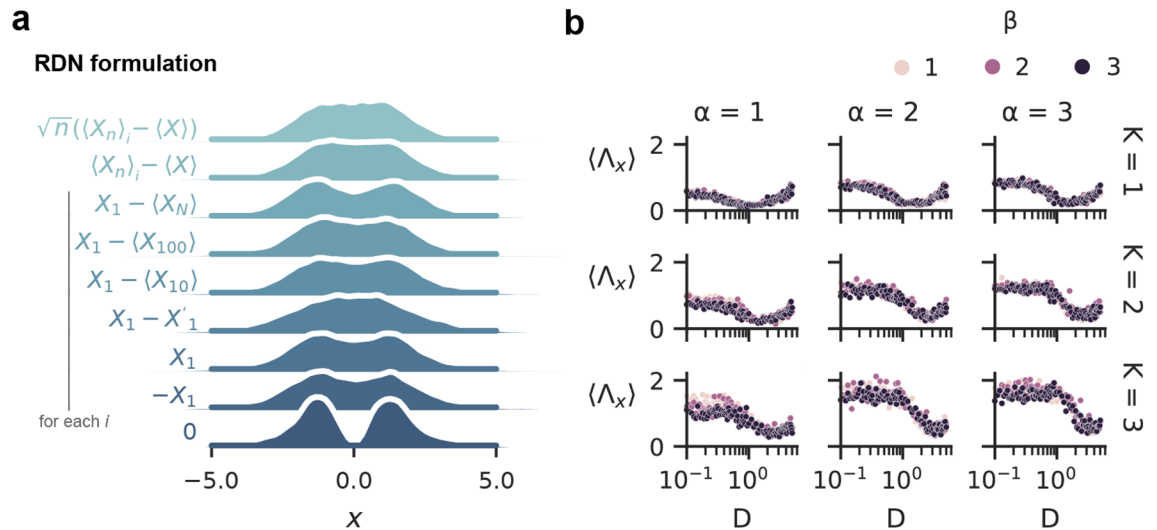 a
RDN formulation
√n(⟨Xₙ⟩ᵢ − ⟨X⟩)
⟨Xₙ⟩ᵢ − ⟨X⟩
X₁ − ⟨X_N⟩
X₁ − ⟨X₁₀₀⟩
X₁ − ⟨X₁₀⟩
X₁ − X′₁
X₁
−X₁
for each i
0
−5.0 0.0 5.0
x
b
β
1 2 3
α = 1 α = 2 α = 3
⟨Λₓ⟩ 2 0 K = 1
⟨Λₓ⟩ 2 0 K = 2
⟨Λₓ⟩ 2 0 K = 3
10⁻¹ 10⁰ 10⁻¹ 10⁰ 10⁻¹ 10⁰
D D D